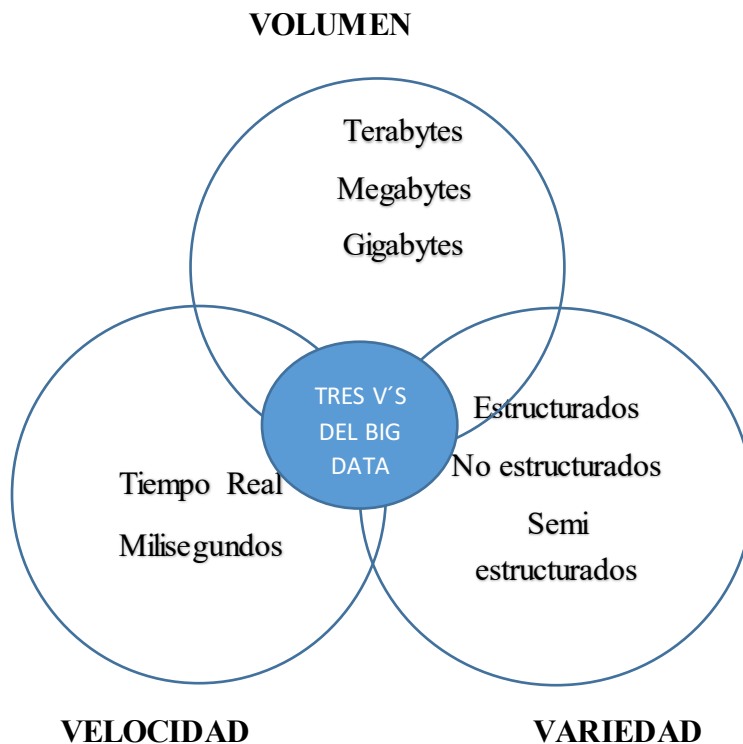 VOLUMEN
Terabytes
Megabytes
Gigabytes
TRES V´S
DEL BIG
DATA
Estructurados
No estructurados
Semi
estructurados
Tiempo Real
Milisegundos
VELOCIDAD
VARIEDAD